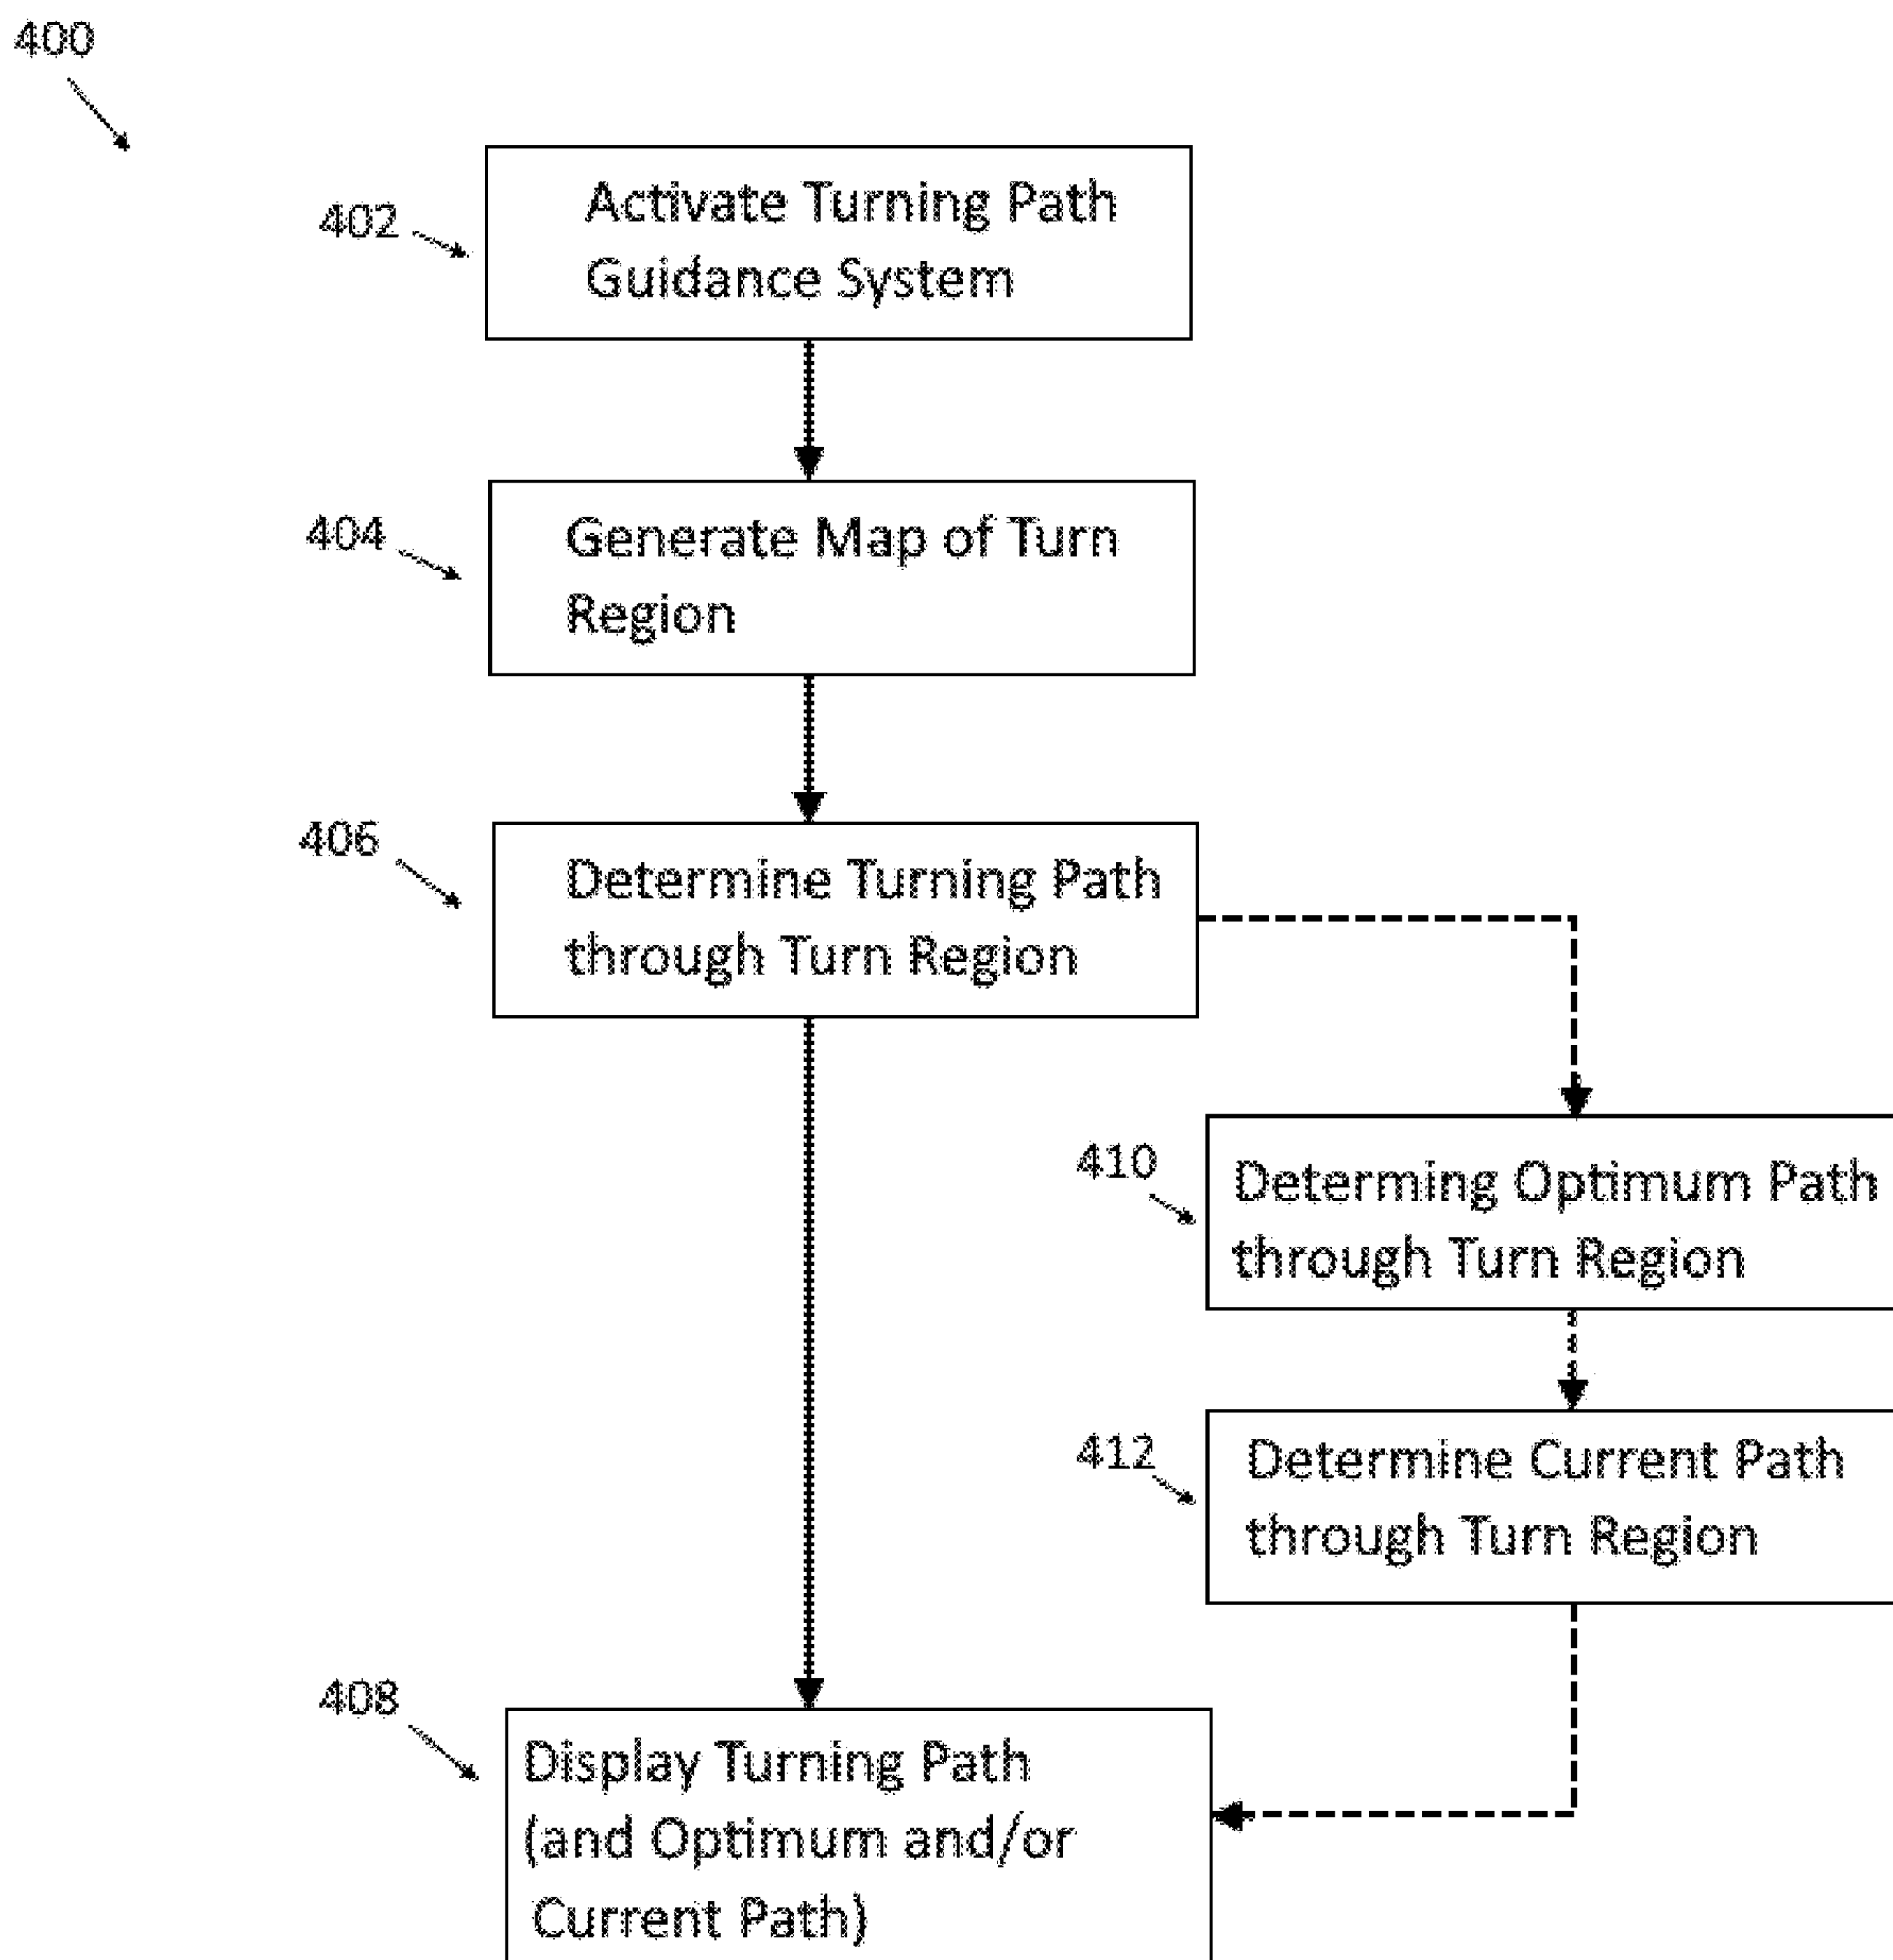 400
402
Activate Turning Path
Guidance System
404
Generate Map of Turn
Region
406
Determine Turning Path
through Turn Region
410
Determing Optimum Path
through Turn Region
412
Determine Current Path
through Turn Region
408
Display Turning Path
(and Optimum and/or
Current Path)